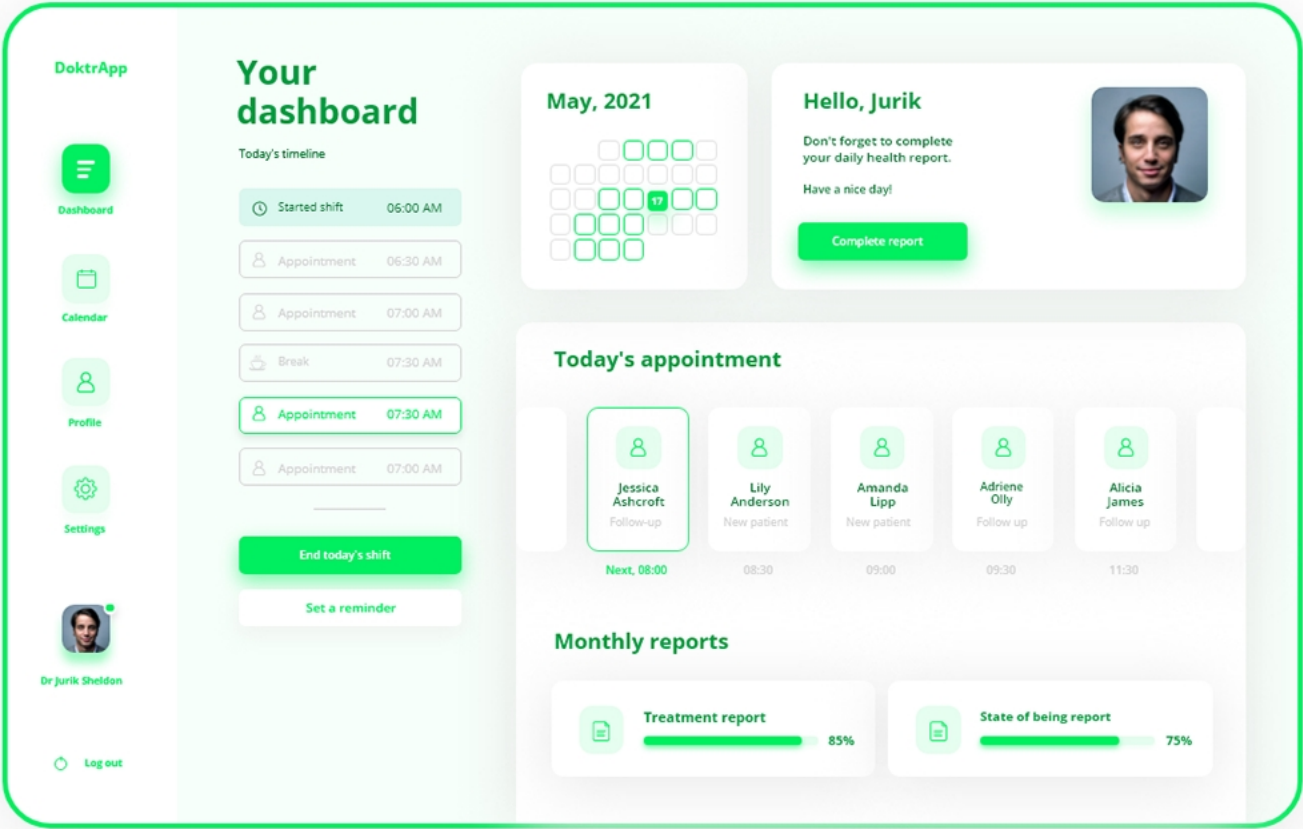 DoktrApp
Dashboard
Calendar
Profile
Settings
Dr Jurik Sheldon
Log out
Your
dashboard
Today's timeline
Started shift 06:00 AM
Appointment 06:30 AM
Appointment 07:00 AM
Break 07:30 AM
Appointment 07:30 AM
Appointment 07:00 AM
End today's shift
Set a reminder
May, 2021
17
Hello, Jurik
Don't forget to complete
your daily health report.
Have a nice day!
Complete report
Today's appointment
Jessica
Ashcroft
Follow-up
Next, 08:00
Lily
Anderson
New patient
08:30
Amanda
Lipp
New patient
09:00
Adriene
Olly
Follow up
09:30
Alicia
James
Follow up
11:30
Monthly reports
Treatment report
85%
State of being report
75%